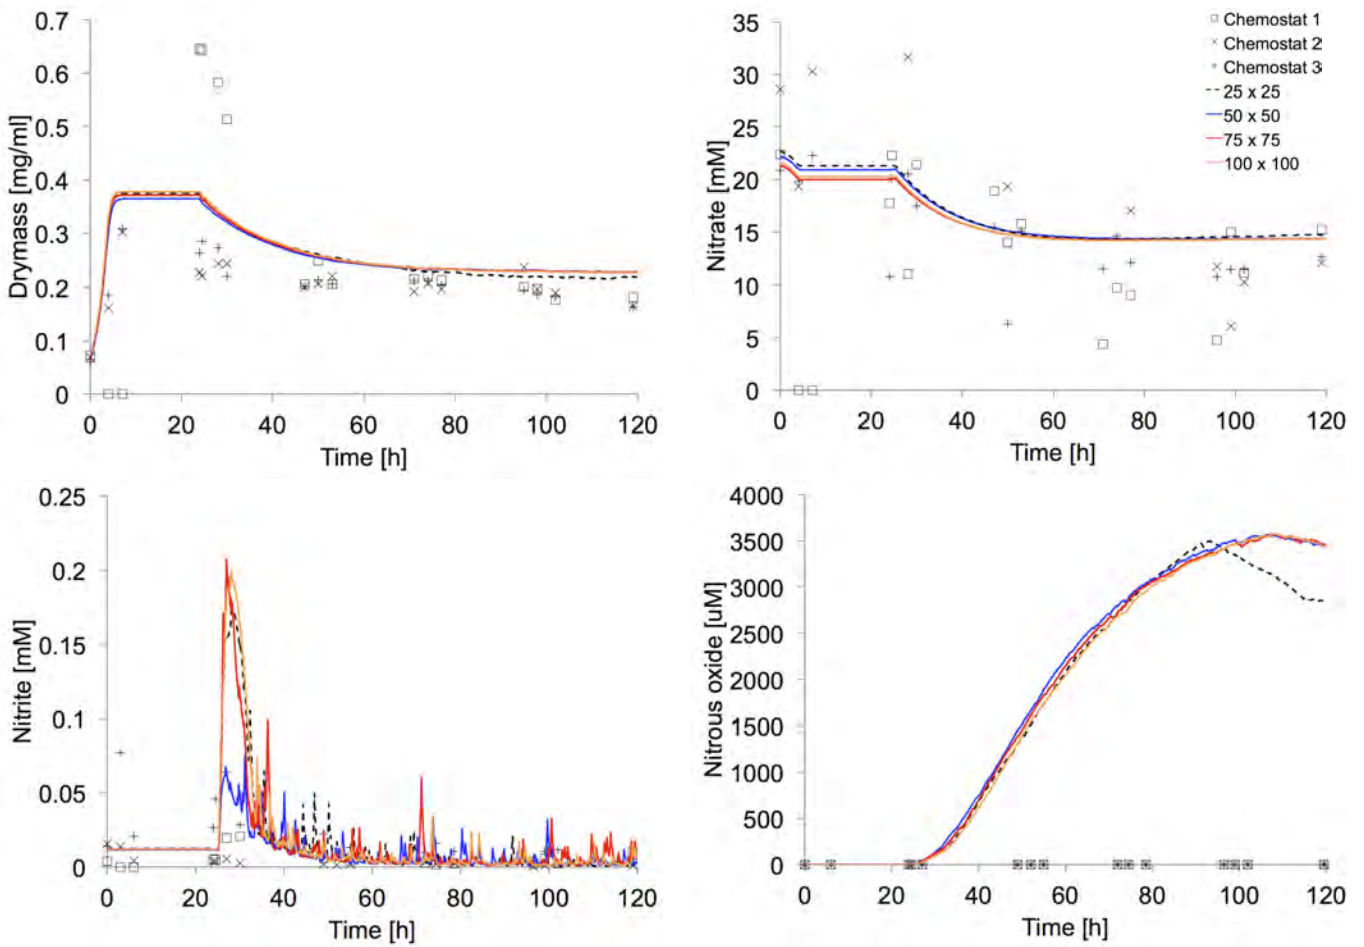 0.7
0.6
0.5
0.4
0.3
0.2
0.1
0
Drymass [mg/ml]
0 20 40 60 80 100 120
Time [h]
35
30
25
20
15
10
5
0
Nitrate [mM]
0 20 40 60 80 100 120
Time [h]
Chemostat 1
Chemostat 2
Chemostat 3
25 x 25
50 x 50
75 x 75
100 x 100
0.25
0.2
0.15
0.1
0.05
0
Nitrite [mM]
0 20 40 60 80 100 120
Time [h]
4000
3500
3000
2500
2000
1500
1000
500
0
Nitrous oxide [uM]
0 20 40 60 80 100 120
Time [h]